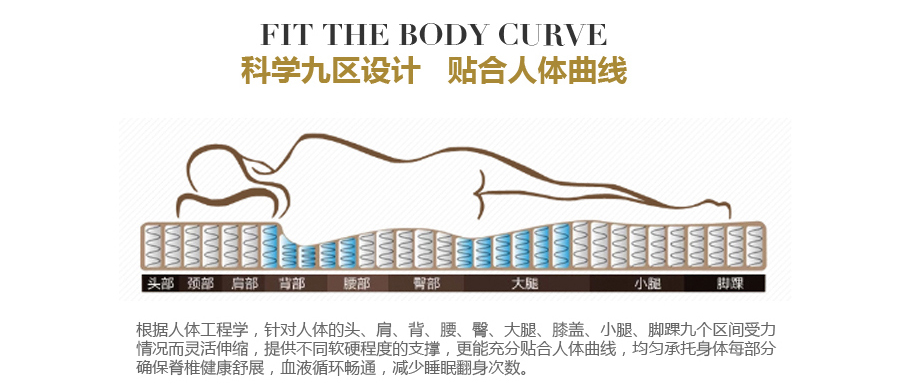 FIT THE BODY CURVE
科学九区设计 贴合人体曲线
头部 颈部 肩部 背部 腰部 臀部 大腿 小腿 脚踝
根据人体工程学，针对人体的头、肩、背、腰、臀、大腿、膝盖、小腿、脚踝九个区间受力
情况而灵活伸缩，提供不同软硬程度的支撑，更能充分贴合人体曲线，均匀承托身体每部分
确保脊椎健康舒展，血液循环畅通，减少睡眠翻身次数。